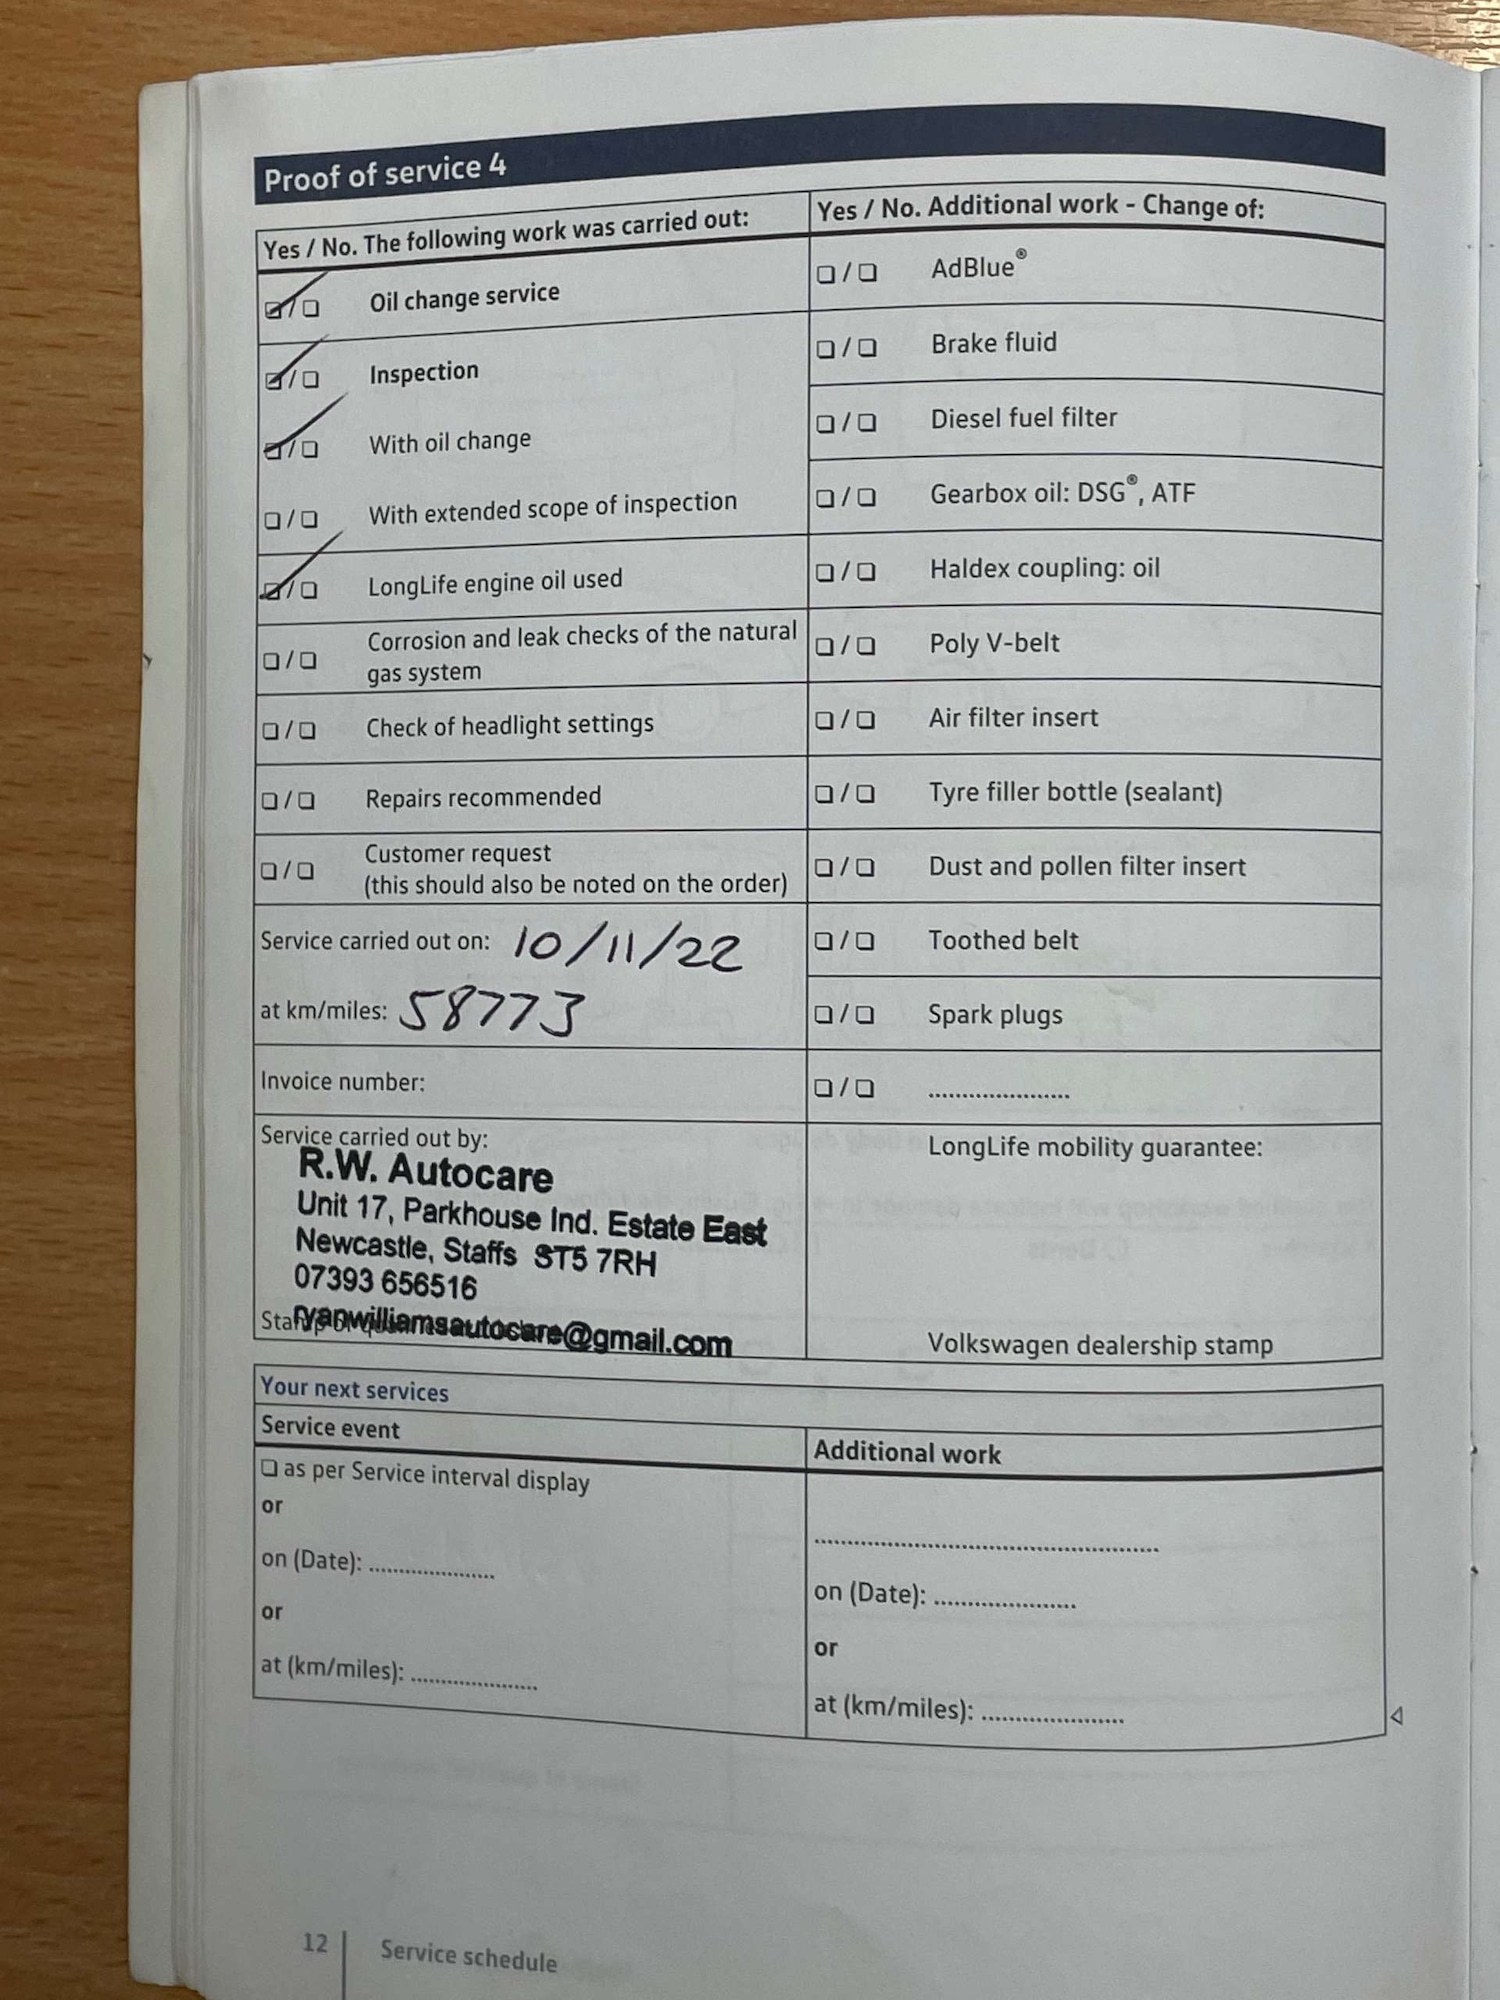 Proof of service 4
Yes / No. The following work was carried out:
Oil change service
Inspection
With oil change
With extended scope of inspection
LongLife engine oil used
Corrosion and leak checks of the natural
gas system
Check of headlight settings
Repairs recommended
Customer request
(this should also be noted on the order)
Service carried out on: 10/11/22
at km/miles: 58773
Invoice number:
Service carried out by:
R.W. Autocare
Unit 17, Parkhouse Ind. Estate East
Newcastle, Staffs ST5 7RH
07393 656516
ryanwilliamsautocare@gmail.com
Yes / No. Additional work - Change of:
AdBlue®
Brake fluid
Diesel fuel filter
Gearbox oil: DSG®, ATF
Haldex coupling: oil
Poly V-belt
Air filter insert
Tyre filler bottle (sealant)
Dust and pollen filter insert
Toothed belt
Spark plugs
....................
LongLife mobility guarantee:
Volkswagen dealership stamp
Your next services
Service event
as per Service interval display
or
on (Date): ....................
or
at (km/miles): ....................
Additional work
..................................................
on (Date): ....................
or
at (km/miles): ....................
12
Service schedule